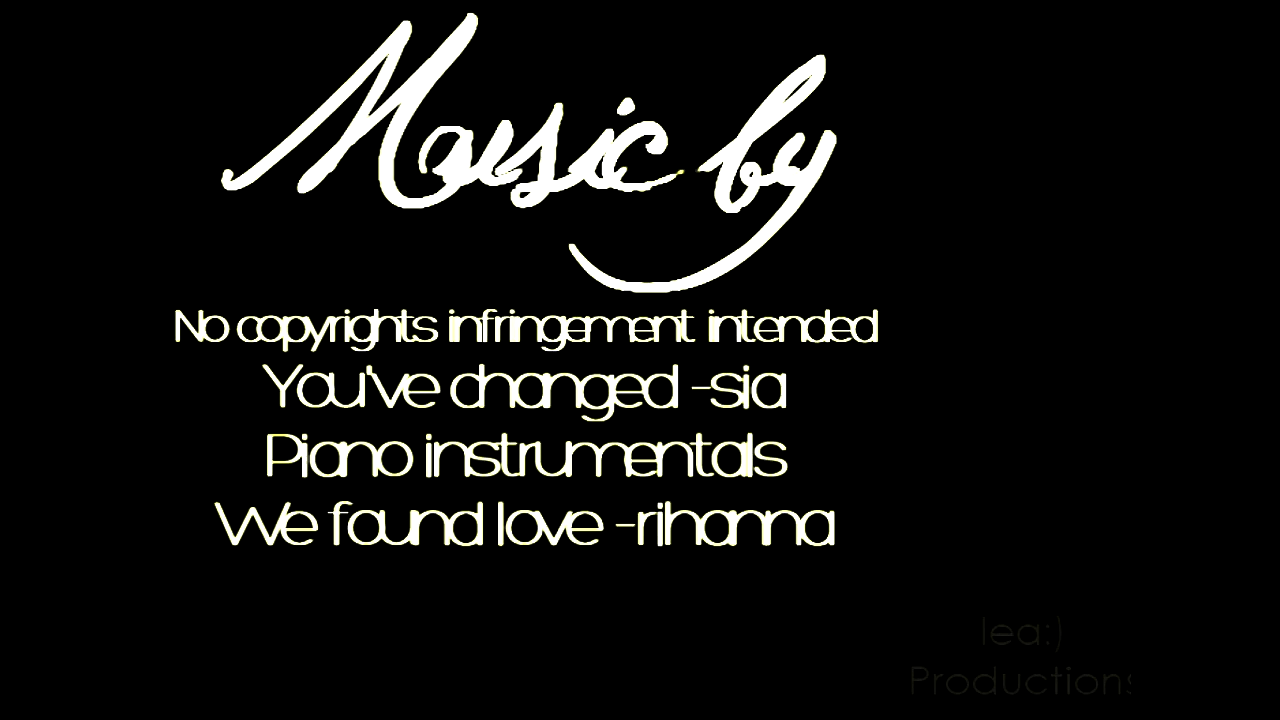 Music by
No copyrights infringement intended
You've changed -sia
Piano instrumentals
We found love -rihanna
lea:)
Productions